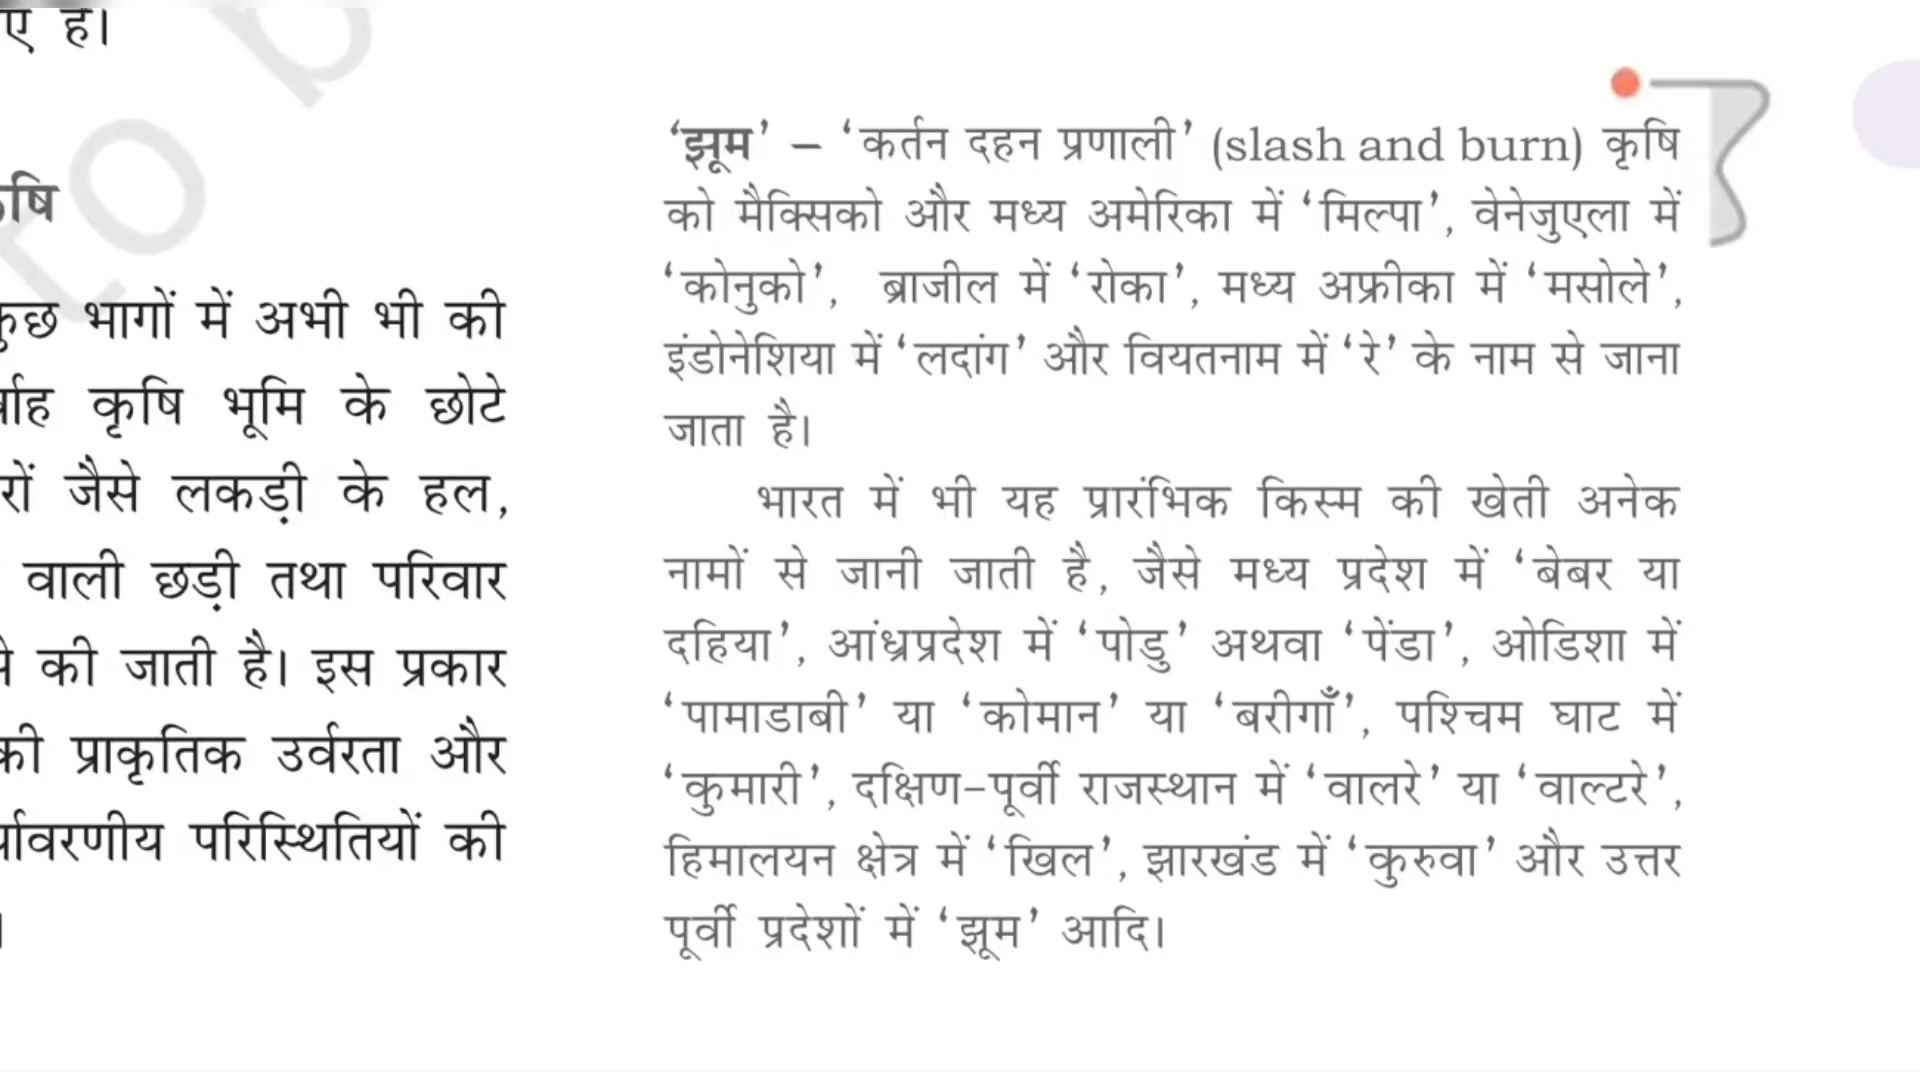 ए हैं।
कृषि
कुछ भागों में अभी भी की
कृषि भूमि के छोटे
जैसे लकड़ी के हल,
वाली छड़ी तथा परिवार
की जाती है। इस प्रकार
की प्राकृतिक उर्वरता और
परिस्थितियों की
‘झूम’ – ‘कर्तन दहन प्रणाली’ (slash and burn) कृषि
को मैक्सिको और मध्य अमेरिका में ‘मिल्पा’, वेनेजुएला में
‘कोनुको’, ब्राजील में ‘रोका’, मध्य अफ्रीका में ‘मसोले’,
इंडोनेशिया में ‘लदांग’ और वियतनाम में ‘रे’ के नाम से जाना
जाता है।
भारत में भी यह प्रारंभिक किस्म की खेती अनेक
नामों से जानी जाती है, जैसे मध्य प्रदेश में ‘बेबर या
दहिया’, आंध्रप्रदेश में ‘पोडु’ अथवा ‘पेंडा’, ओडिशा में
‘पामाडाबी’ या ‘कोमान’ या ‘बरीगाँ’, पश्चिम घाट में
‘कुमारी’, दक्षिण-पूर्वी राजस्थान में ‘वालरे’ या ‘वाल्टरे’,
हिमालयन क्षेत्र में ‘खिल’, झारखंड में ‘कुरुवा’ और उत्तर
पूर्वी प्रदेशों में ‘झूम’ आदि।